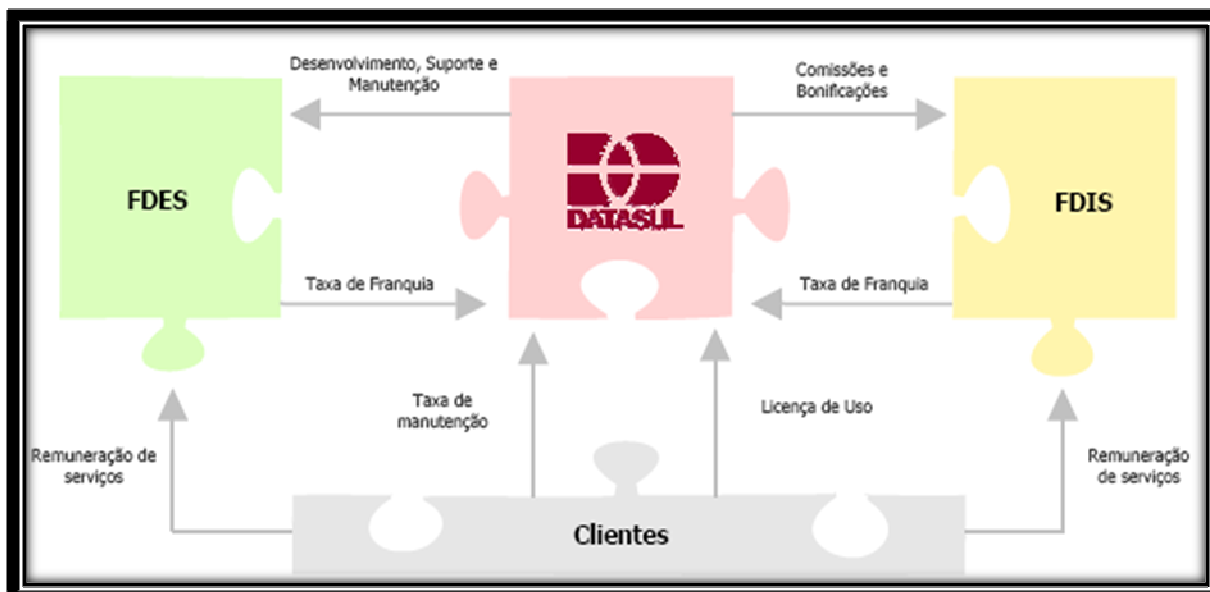 Desenvolvimento, Suporte e
Manutenção
Comissões e
Bonificações
FDES
DATASUL
FDIS
Taxa de Franquia
Taxa de Franquia
Taxa de
manutenção
Licença de Uso
Remuneração de
serviços
Remuneração
de serviços
Clientes